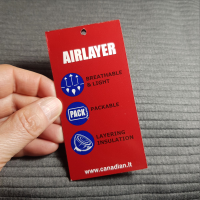 AIRLAYER
BREATHABLE
& LIGHT
PACK
PACKABLE
LAYERING
INSULATION
www.canadian.lt